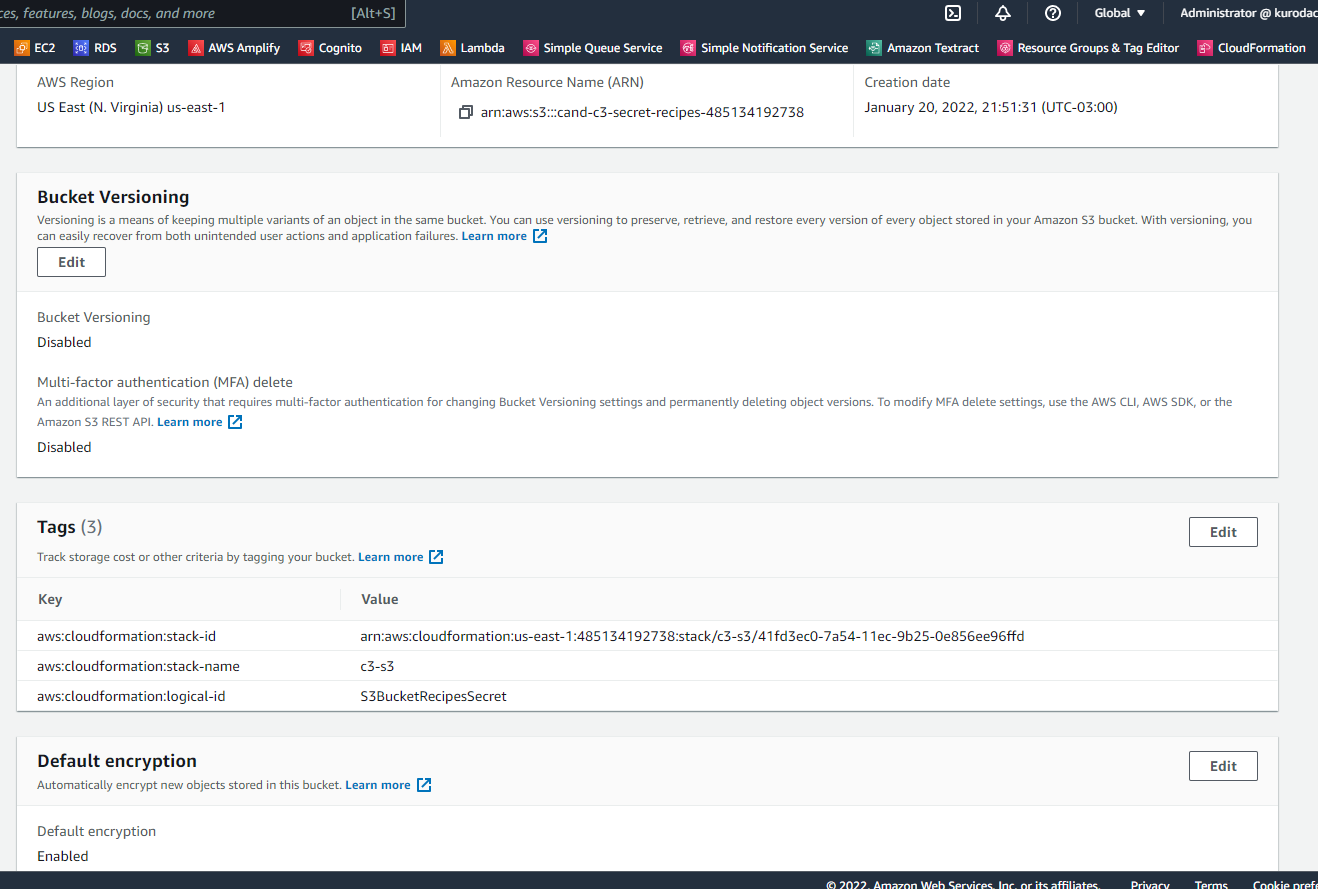 ces, features, blogs, docs, and more [Alt+S] Global ▼ Administrator @ kurodac
EC2 RDS S3 AWS Amplify Cognito IAM Lambda Simple Queue Service Simple Notification Service Amazon Textract Resource Groups & Tag Editor CloudFormation
AWS Region Amazon Resource Name (ARN) Creation date
US East (N. Virginia) us-east-1 arn:aws:s3:::cand-c3-secret-recipes-485134192738 January 20, 2022, 21:51:31 (UTC-03:00)
Bucket Versioning
Versioning is a means of keeping multiple variants of an object in the same bucket. You can use versioning to preserve, retrieve, and restore every version of every object stored in your Amazon S3 bucket. With versioning, you
can easily recover from both unintended user actions and application failures. Learn more
Edit
Bucket Versioning
Disabled
Multi-factor authentication (MFA) delete
An additional layer of security that requires multi-factor authentication for changing Bucket Versioning settings and permanently deleting object versions. To modify MFA delete settings, use the AWS CLI, AWS SDK, or the
Amazon S3 REST API. Learn more
Disabled
Tags (3)
Edit
Track storage cost or other criteria by tagging your bucket. Learn more
Key Value
aws:cloudformation:stack-id arn:aws:cloudformation:us-east-1:485134192738:stack/c3-s3/41fd3ec0-7a54-11ec-9b25-0e856ee96ffd
aws:cloudformation:stack-name c3-s3
aws:cloudformation:logical-id S3BucketRecipesSecret
Default encryption
Edit
Automatically encrypt new objects stored in this bucket. Learn more
Default encryption
Enabled
© 2022, Amazon Web Services, Inc. or its affiliates. Privacy Terms Cookie prefe